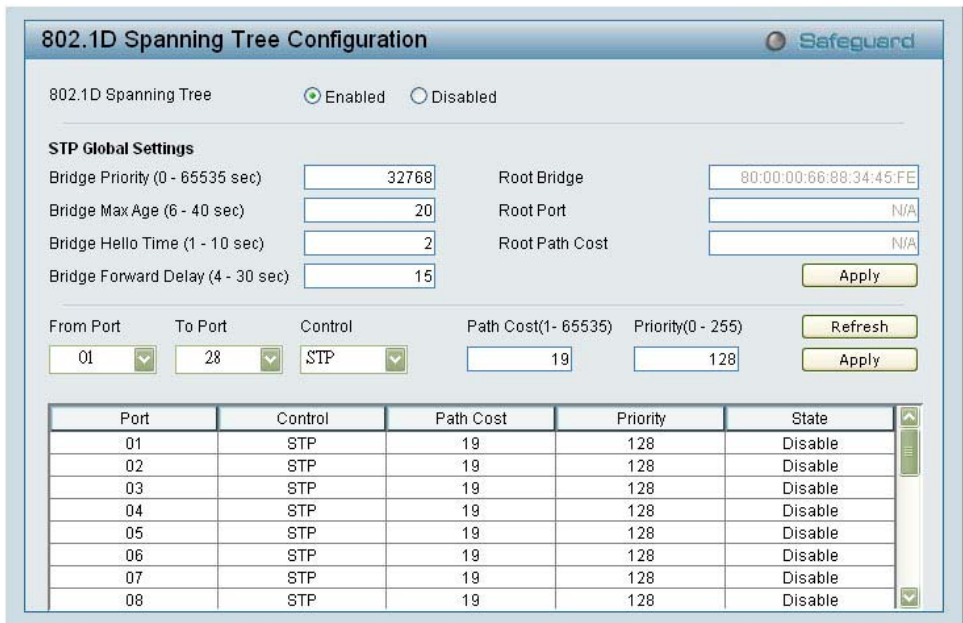 802.1D Spanning Tree Configuration Safeguard
802.1D Spanning Tree Enabled Disabled
STP Global Settings
Bridge Priority (0 - 65535 sec) 32768 Root Bridge 80:00:00:66:88:34:45:FE
Bridge Max Age (6 - 40 sec) 20 Root Port N/A
Bridge Hello Time (1 - 10 sec) 2 Root Path Cost N/A
Bridge Forward Delay (4 - 30 sec) 15 Apply
From Port To Port Control Path Cost(1- 65535) Priority(0 - 255) Refresh
01 28 STP 19 128 Apply
Port Control Path Cost Priority State
01 STP 19 128 Disable
02 STP 19 128 Disable
03 STP 19 128 Disable
04 STP 19 128 Disable
05 STP 19 128 Disable
06 STP 19 128 Disable
07 STP 19 128 Disable
08 STP 19 128 Disable